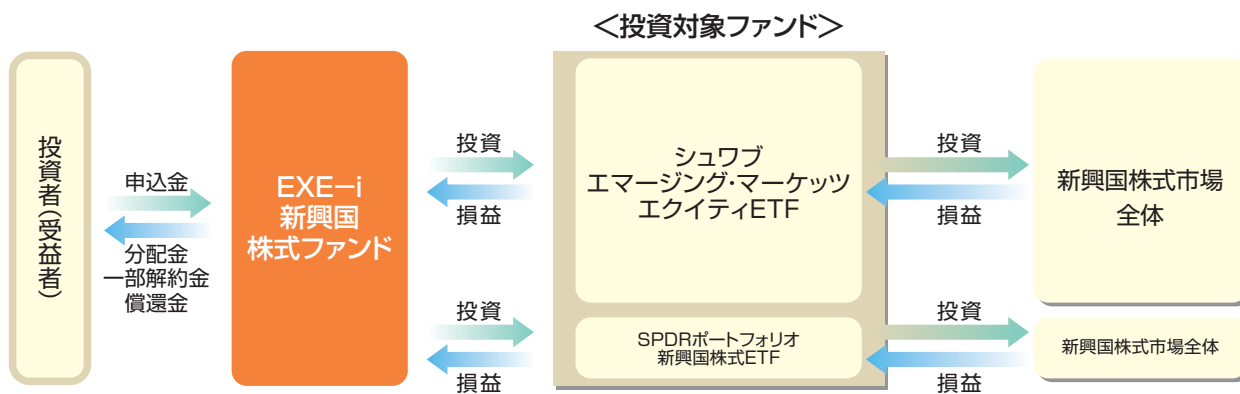 <投資対象ファンド>
投資者(受益者)
申込金
分配金
一部解約金
償還金
EXE-i
新興国
株式ファンド
投資
損益
投資
損益
シュワブ
エマージング・マーケッツ
エクイティETF
SPDRポートフォリオ
新興国株式ETF
投資
損益
投資
損益
新興国株式市場
全体
新興国株式市場全体